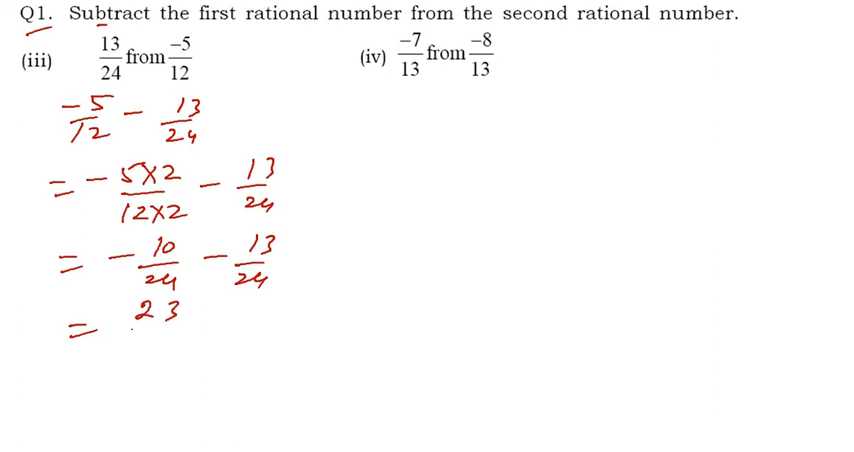 Q1. Subtract the first rational number from the second rational number.
(iii) 13/24 from -5/12 (iv) -7/13 from -8/13
-5/12 - 13/24
= - 5×2/12×2 - 13/24
= - 10/24 - 13/24
= 23